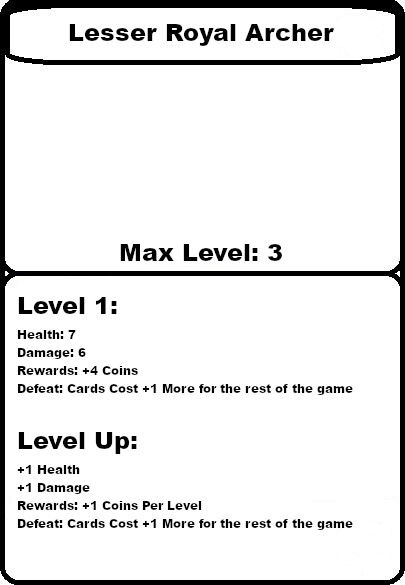 Lesser Royal Archer
Max Level: 3
Level 1:
Health: 7
Damage: 6
Rewards: +4 Coins
Defeat: Cards Cost +1 More for the rest of the game
Level Up:
+1 Health
+1 Damage
Rewards: +1 Coins Per Level
Defeat: Cards Cost +1 More for the rest of the game